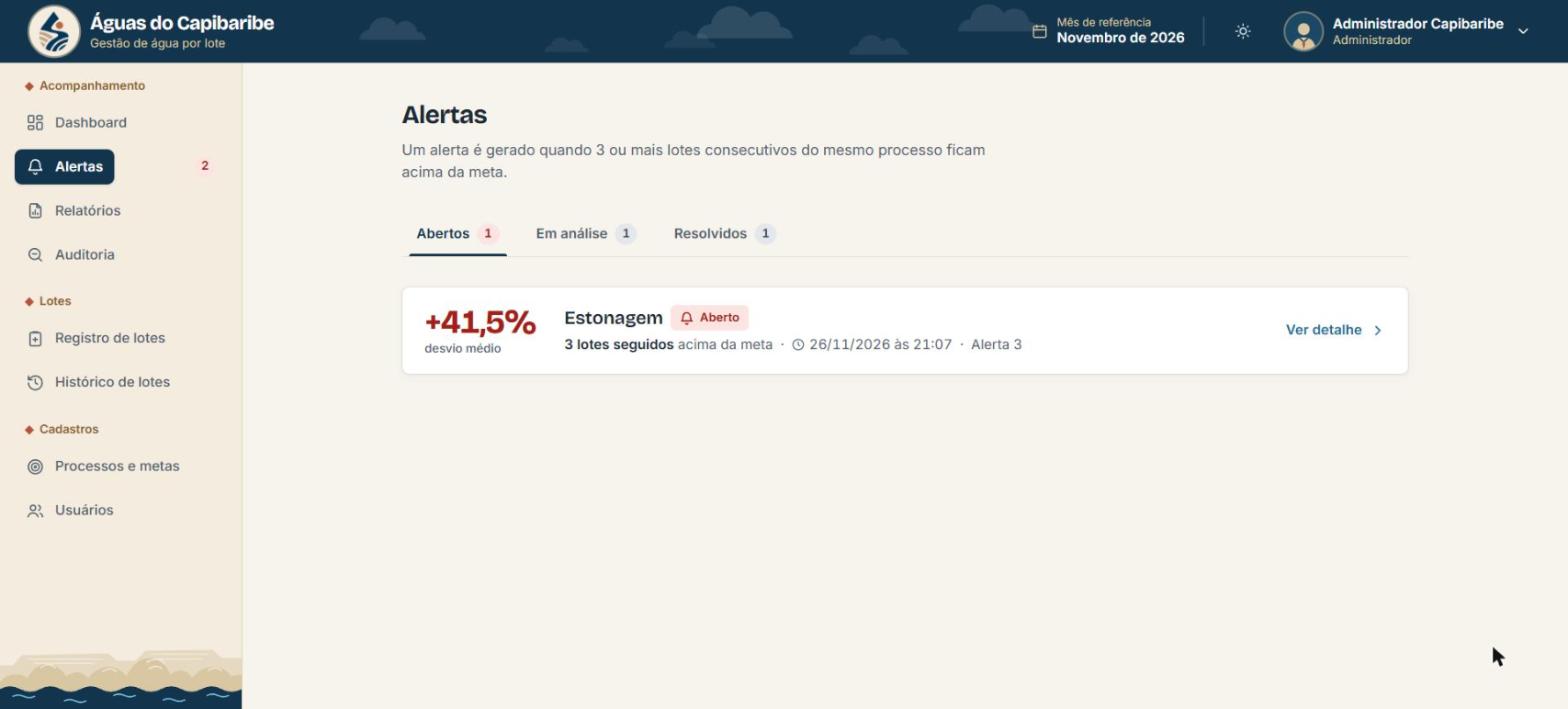 Águas do Capibaribe
Gestão de água por lote
Mês de referência
Novembro de 2026
Administrador Capibaribe
Administrador
Acompanhamento
Dashboard
Alertas 2
Relatórios
Auditoria
Lotes
Registro de lotes
Histórico de lotes
Cadastros
Processos e metas
Usuários
Alertas
Um alerta é gerado quando 3 ou mais lotes consecutivos do mesmo processo ficam
acima da meta.
Abertos 1 Em análise 1 Resolvidos 1
+41,5%
desvio médio
Estonagem Aberto
3 lotes seguidos acima da meta · 26/11/2026 às 21:07 · Alerta 3
Ver detalhe